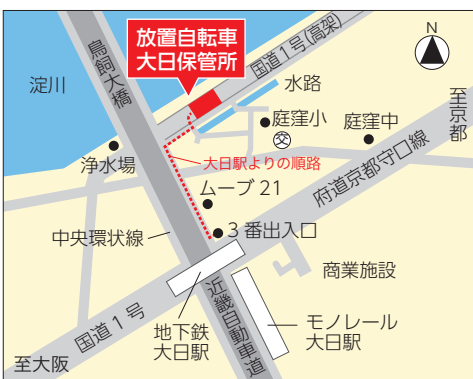 放置自転車
大日保管所
国道1号(高架)
N
鳥飼大橋
淀川
水路
至京都
庭窪小
交
庭窪中
浄水場
大日駅よりの順路
府道京都守口線
ムーブ21
3番出入口
中央環状線
商業施設
近畿自動車道
国道1号
地下鉄
大日駅
モノレール
大日駅
至大阪